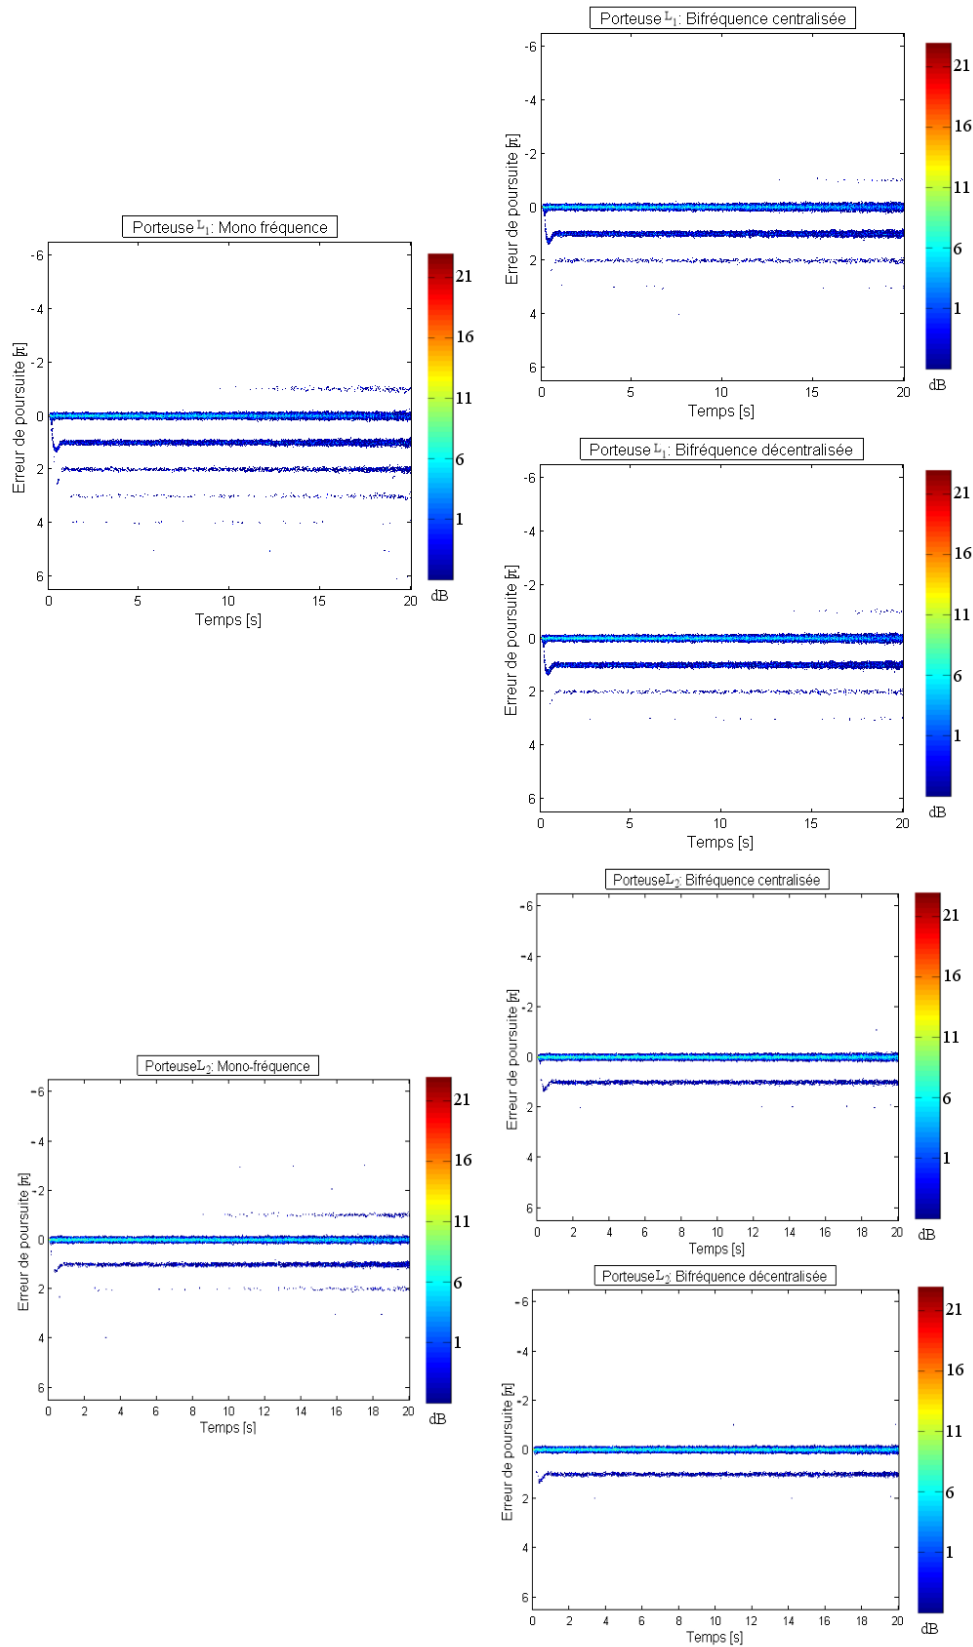 Porteuse L1: Bifréquence centralisée
-6
-4
-2
0
2
4
6
Erreur de poursuite [π]
0 5 10 15 20
Temps [s]
21
16
11
6
1
dB
Porteuse L1: Mono fréquence
-6
-4
-2
0
2
4
6
Erreur de poursuite [π]
0 5 10 15 20
Temps [s]
21
16
11
6
1
dB
Porteuse L1: Bifréquence décentralisée
-6
-4
-2
0
2
4
6
Erreur de poursuite [π]
0 5 10 15 20
Temps [s]
21
16
11
6
1
dB
Porteuse L2: Bifréquence centralisée
-6
-4
-2
0
2
4
6
Erreur de poursuite [π]
0 2 4 6 8 10 12 14 16 18 20
Temps [s]
21
16
11
6
1
dB
Porteuse L2: Mono-fréquence
-6
-4
-2
0
2
4
6
Erreur de poursuite [π]
0 2 4 6 8 10 12 14 16 18 20
Temps [s]
21
16
11
6
1
dB
Porteuse L2: Bifréquence décentralisée
-6
-4
-2
0
2
4
6
Erreur de poursuite [π]
0 2 4 6 8 10 12 14 16 18 20
Temps [s]
21
16
11
6
1
dB